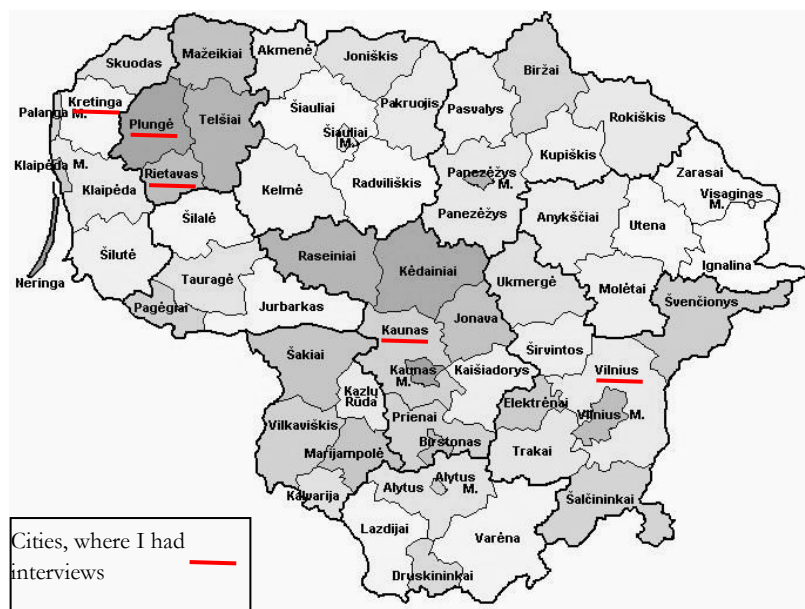 Skuodas
Mažeikiai
Akmenė
Joniškis
Biržai
Kretinga
Palanga M.
Plungė
Telšiai
Šiauliai
Šiauliai M.
Pakruojis
Pasvalys
Rokiškis
Klaipėda M.
Klaipėda
Rietavas
Kelmė
Radviliškis
Panezėžys M.
Panezėžys
Kupiškis
Zarasai
Visaginas M.
Anykščiai
Utena
Ignalina
Šilalė
Šilutė
Neringa
Tauragė
Pagėgiai
Jurbarkas
Raseiniai
Kėdainiai
Ukmergė
Molėtai
Švenčionys
Kaunas
Jonava
Širvintos
Šakiai
Kaunas M.
Kaišiadorys
Vilnius
Kazlų Rūda
Vilkaviškis
Prienai
Elektrėnai
Vilnius M.
Marijampolė
Birstonas
Trakai
Kalvarija
Alytus
Alytus M.
Šalčininkai
Lazdijai
Varėna
Druskininkai
Cities, where I had
interviews